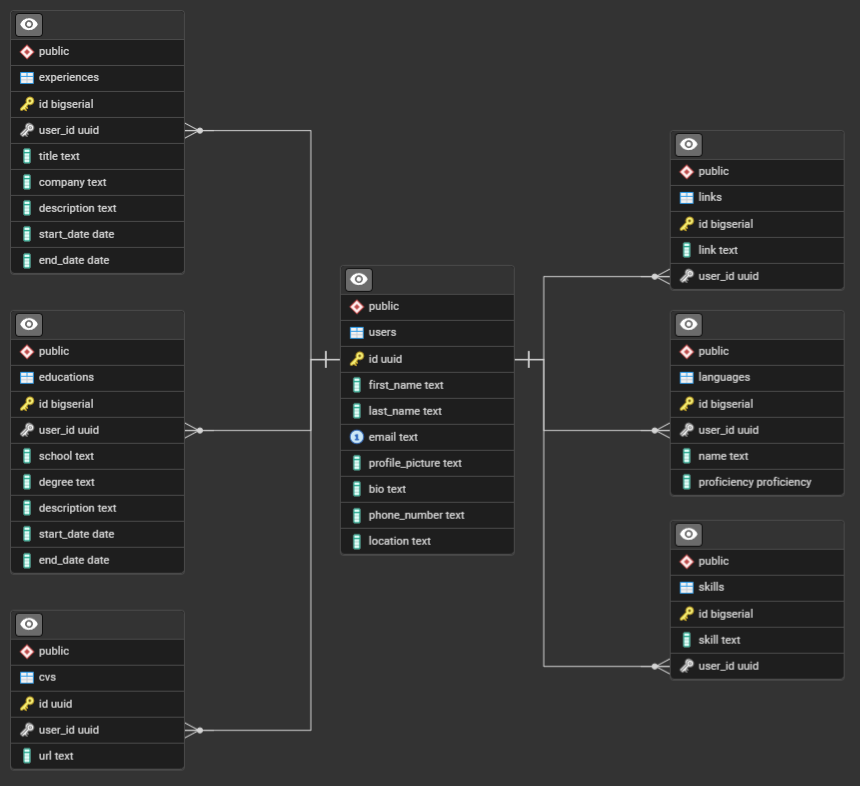 public
experiences
id bigserial
user_id uuid
title text
company text
description text
start_date date
end_date date
public
educations
id bigserial
user_id uuid
school text
degree text
description text
start_date date
end_date date
public
cvs
id uuid
user_id uuid
url text
public
users
id uuid
first_name text
last_name text
1 email text
profile_picture text
bio text
phone_number text
location text
public
links
id bigserial
link text
user_id uuid
public
languages
id bigserial
user_id uuid
name text
proficiency proficiency
public
skills
id bigserial
skill text
user_id uuid